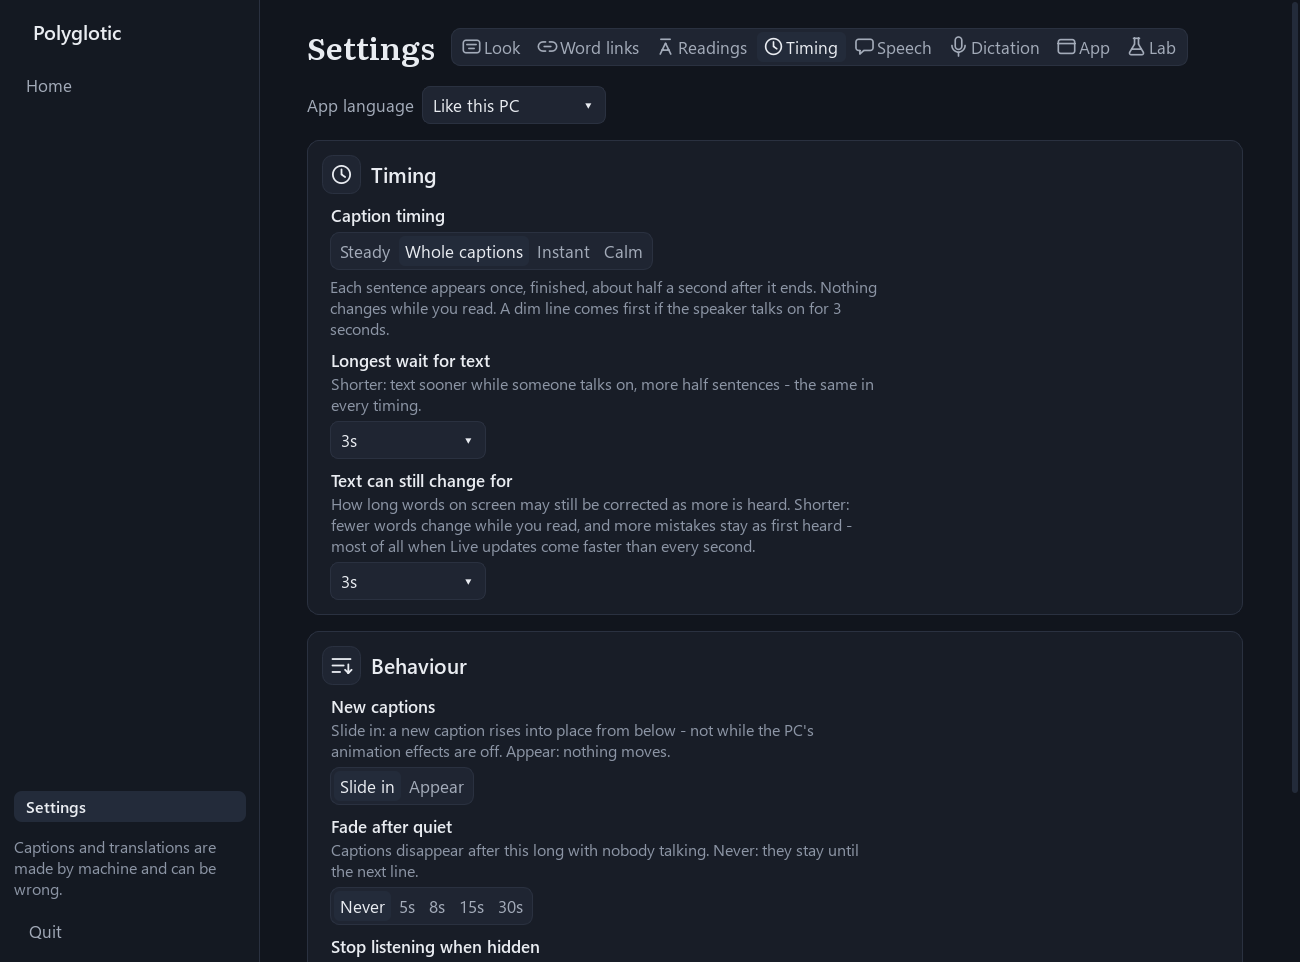 Polyglotic
Home
Settings
Captions and translations are
made by machine and can be
wrong.
Quit
Settings
Look
Word links
Readings
Timing
Speech
Dictation
App
Lab
App language
Like this PC
Timing
Caption timing
Steady
Whole captions
Instant
Calm
Each sentence appears once, finished, about half a second after it ends. Nothing
changes while you read. A dim line comes first if the speaker talks on for 3
seconds.
Longest wait for text
Shorter: text sooner while someone talks on, more half sentences - the same in
every timing.
3s
Text can still change for
How long words on screen may still be corrected as more is heard. Shorter:
fewer words change while you read, and more mistakes stay as first heard -
most of all when Live updates come faster than every second.
3s
Behaviour
New captions
Slide in: a new caption rises into place from below - not while the PC's
animation effects are off. Appear: nothing moves.
Slide in
Appear
Fade after quiet
Captions disappear after this long with nobody talking. Never: they stay until
the next line.
Never
5s
8s
15s
30s
Stop listening when hidden